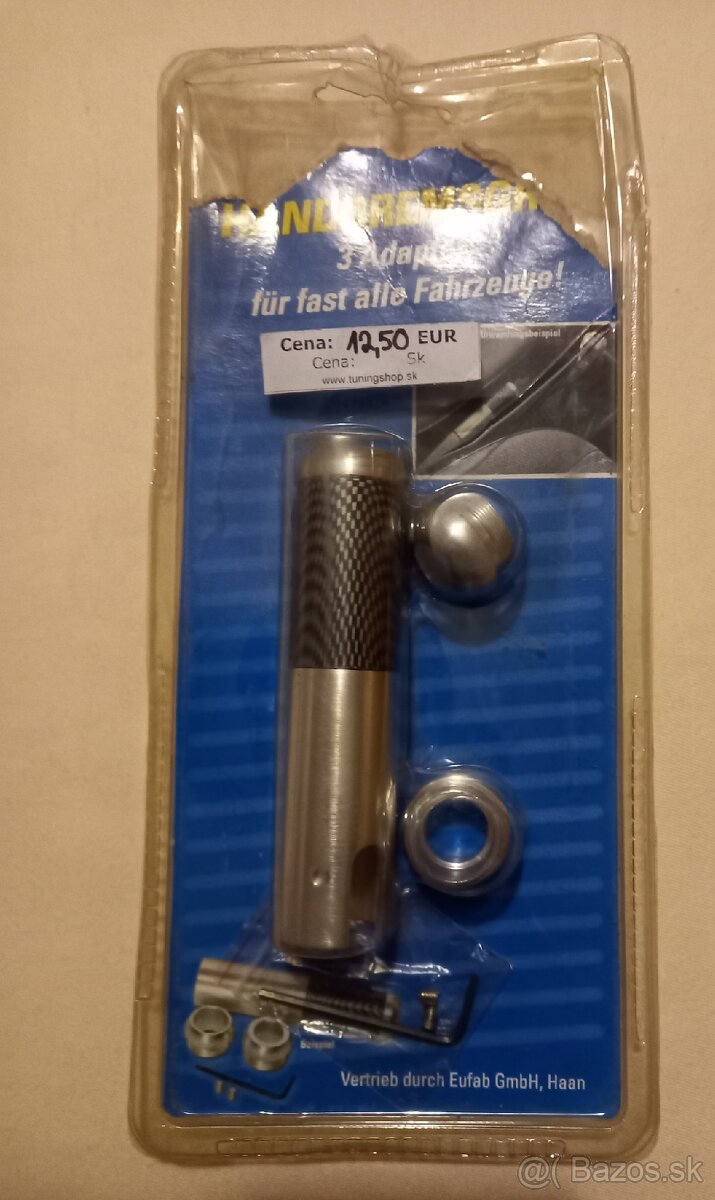 3 Adap
für fast alle Fahrzeuge!
Cena: 12,50 EUR
Cena: Sk
www.tuningshop.sk
Beispiel
Vertrieb durch Eufab GmbH, Haan
@( Bazos.sk